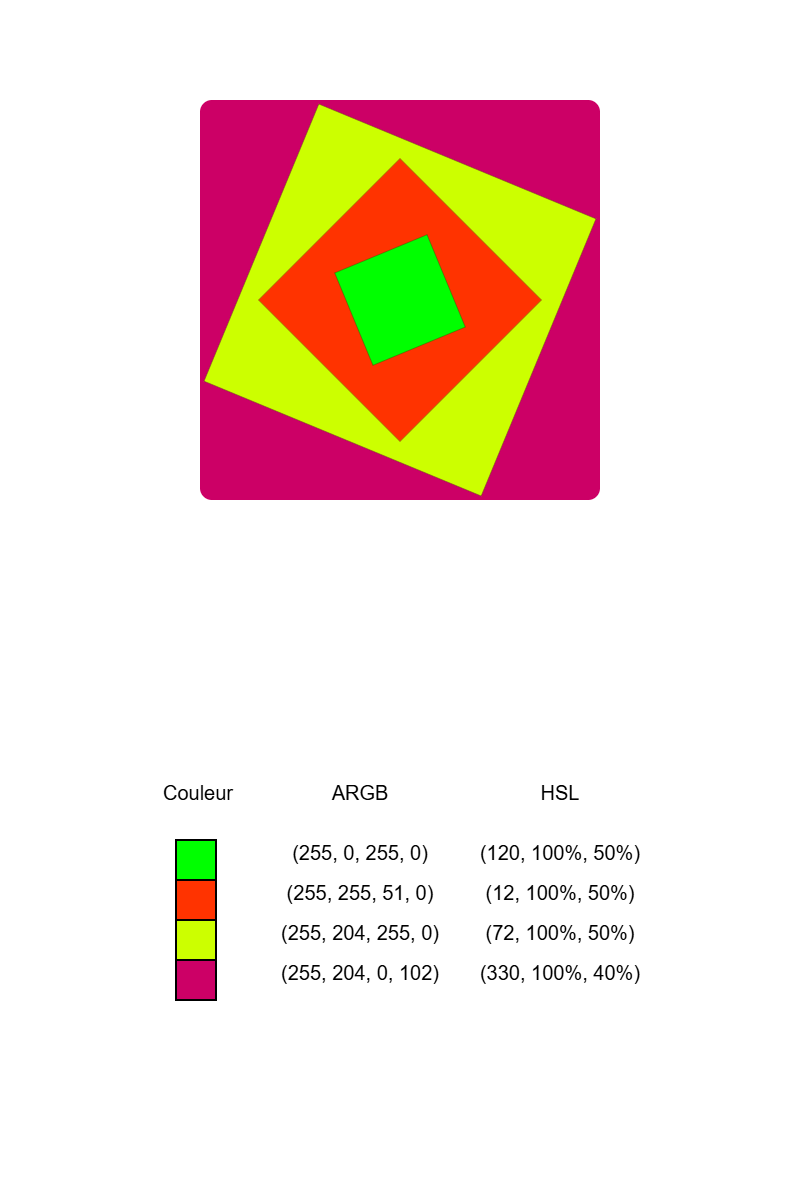 Couleur ARGB HSL
(255, 0, 255, 0) (120, 100%, 50%)
(255, 255, 51, 0) (12, 100%, 50%)
(255, 204, 255, 0) (72, 100%, 50%)
(255, 204, 0, 102) (330, 100%, 40%)